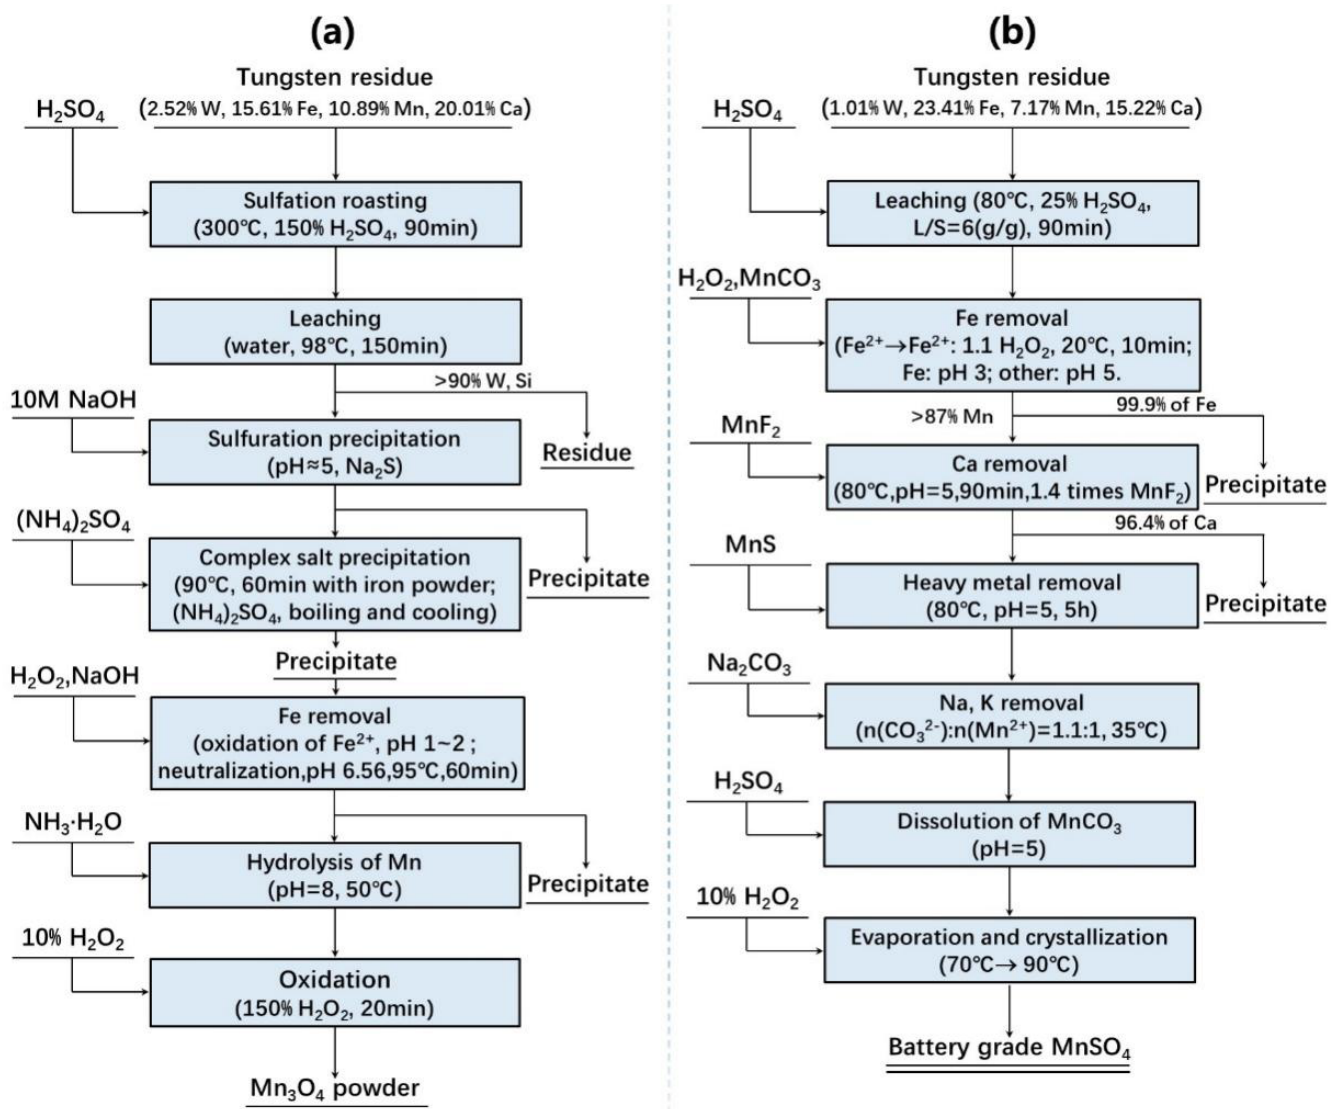 (a)
Tungsten residue
H₂SO₄
(2.52% W, 15.61% Fe, 10.89% Mn, 20.01% Ca)
Sulfation roasting
(300℃, 150% H₂SO₄, 90min)
Leaching
(water, 98℃, 150min)
>90% W, Si
10M NaOH
Sulfuration precipitation
(pH≈5, Na₂S)
Residue
(NH₄)₂SO₄
Complex salt precipitation
(90℃, 60min with iron powder;
(NH₄)₂SO₄, boiling and cooling)
Precipitate
Precipitate
H₂O₂,NaOH
Fe removal
(oxidation of Fe²⁺, pH 1~2 ;
neutralization,pH 6.56,95℃,60min)
NH₃·H₂O
Hydrolysis of Mn
(pH=8, 50℃)
Precipitate
10% H₂O₂
Oxidation
(150% H₂O₂, 20min)
Mn₃O₄ powder
(b)
Tungsten residue
H₂SO₄
(1.01% W, 23.41% Fe, 7.17% Mn, 15.22% Ca)
Leaching (80℃, 25% H₂SO₄,
L/S=6(g/g), 90min)
H₂O₂,MnCO₃
Fe removal
(Fe²⁺→Fe²⁺: 1.1 H₂O₂, 20℃, 10min;
Fe: pH 3; other: pH 5.
>87% Mn
99.9% of Fe
MnF₂
Ca removal
(80℃,pH=5,90min,1.4 times MnF₂)
Precipitate
96.4% of Ca
MnS
Heavy metal removal
(80℃, pH=5, 5h)
Precipitate
Na₂CO₃
Na, K removal
(n(CO₃²⁻):n(Mn²⁺)=1.1:1, 35℃)
H₂SO₄
Dissolution of MnCO₃
(pH=5)
10% H₂O₂
Evaporation and crystallization
(70℃→ 90℃)
Battery grade MnSO₄